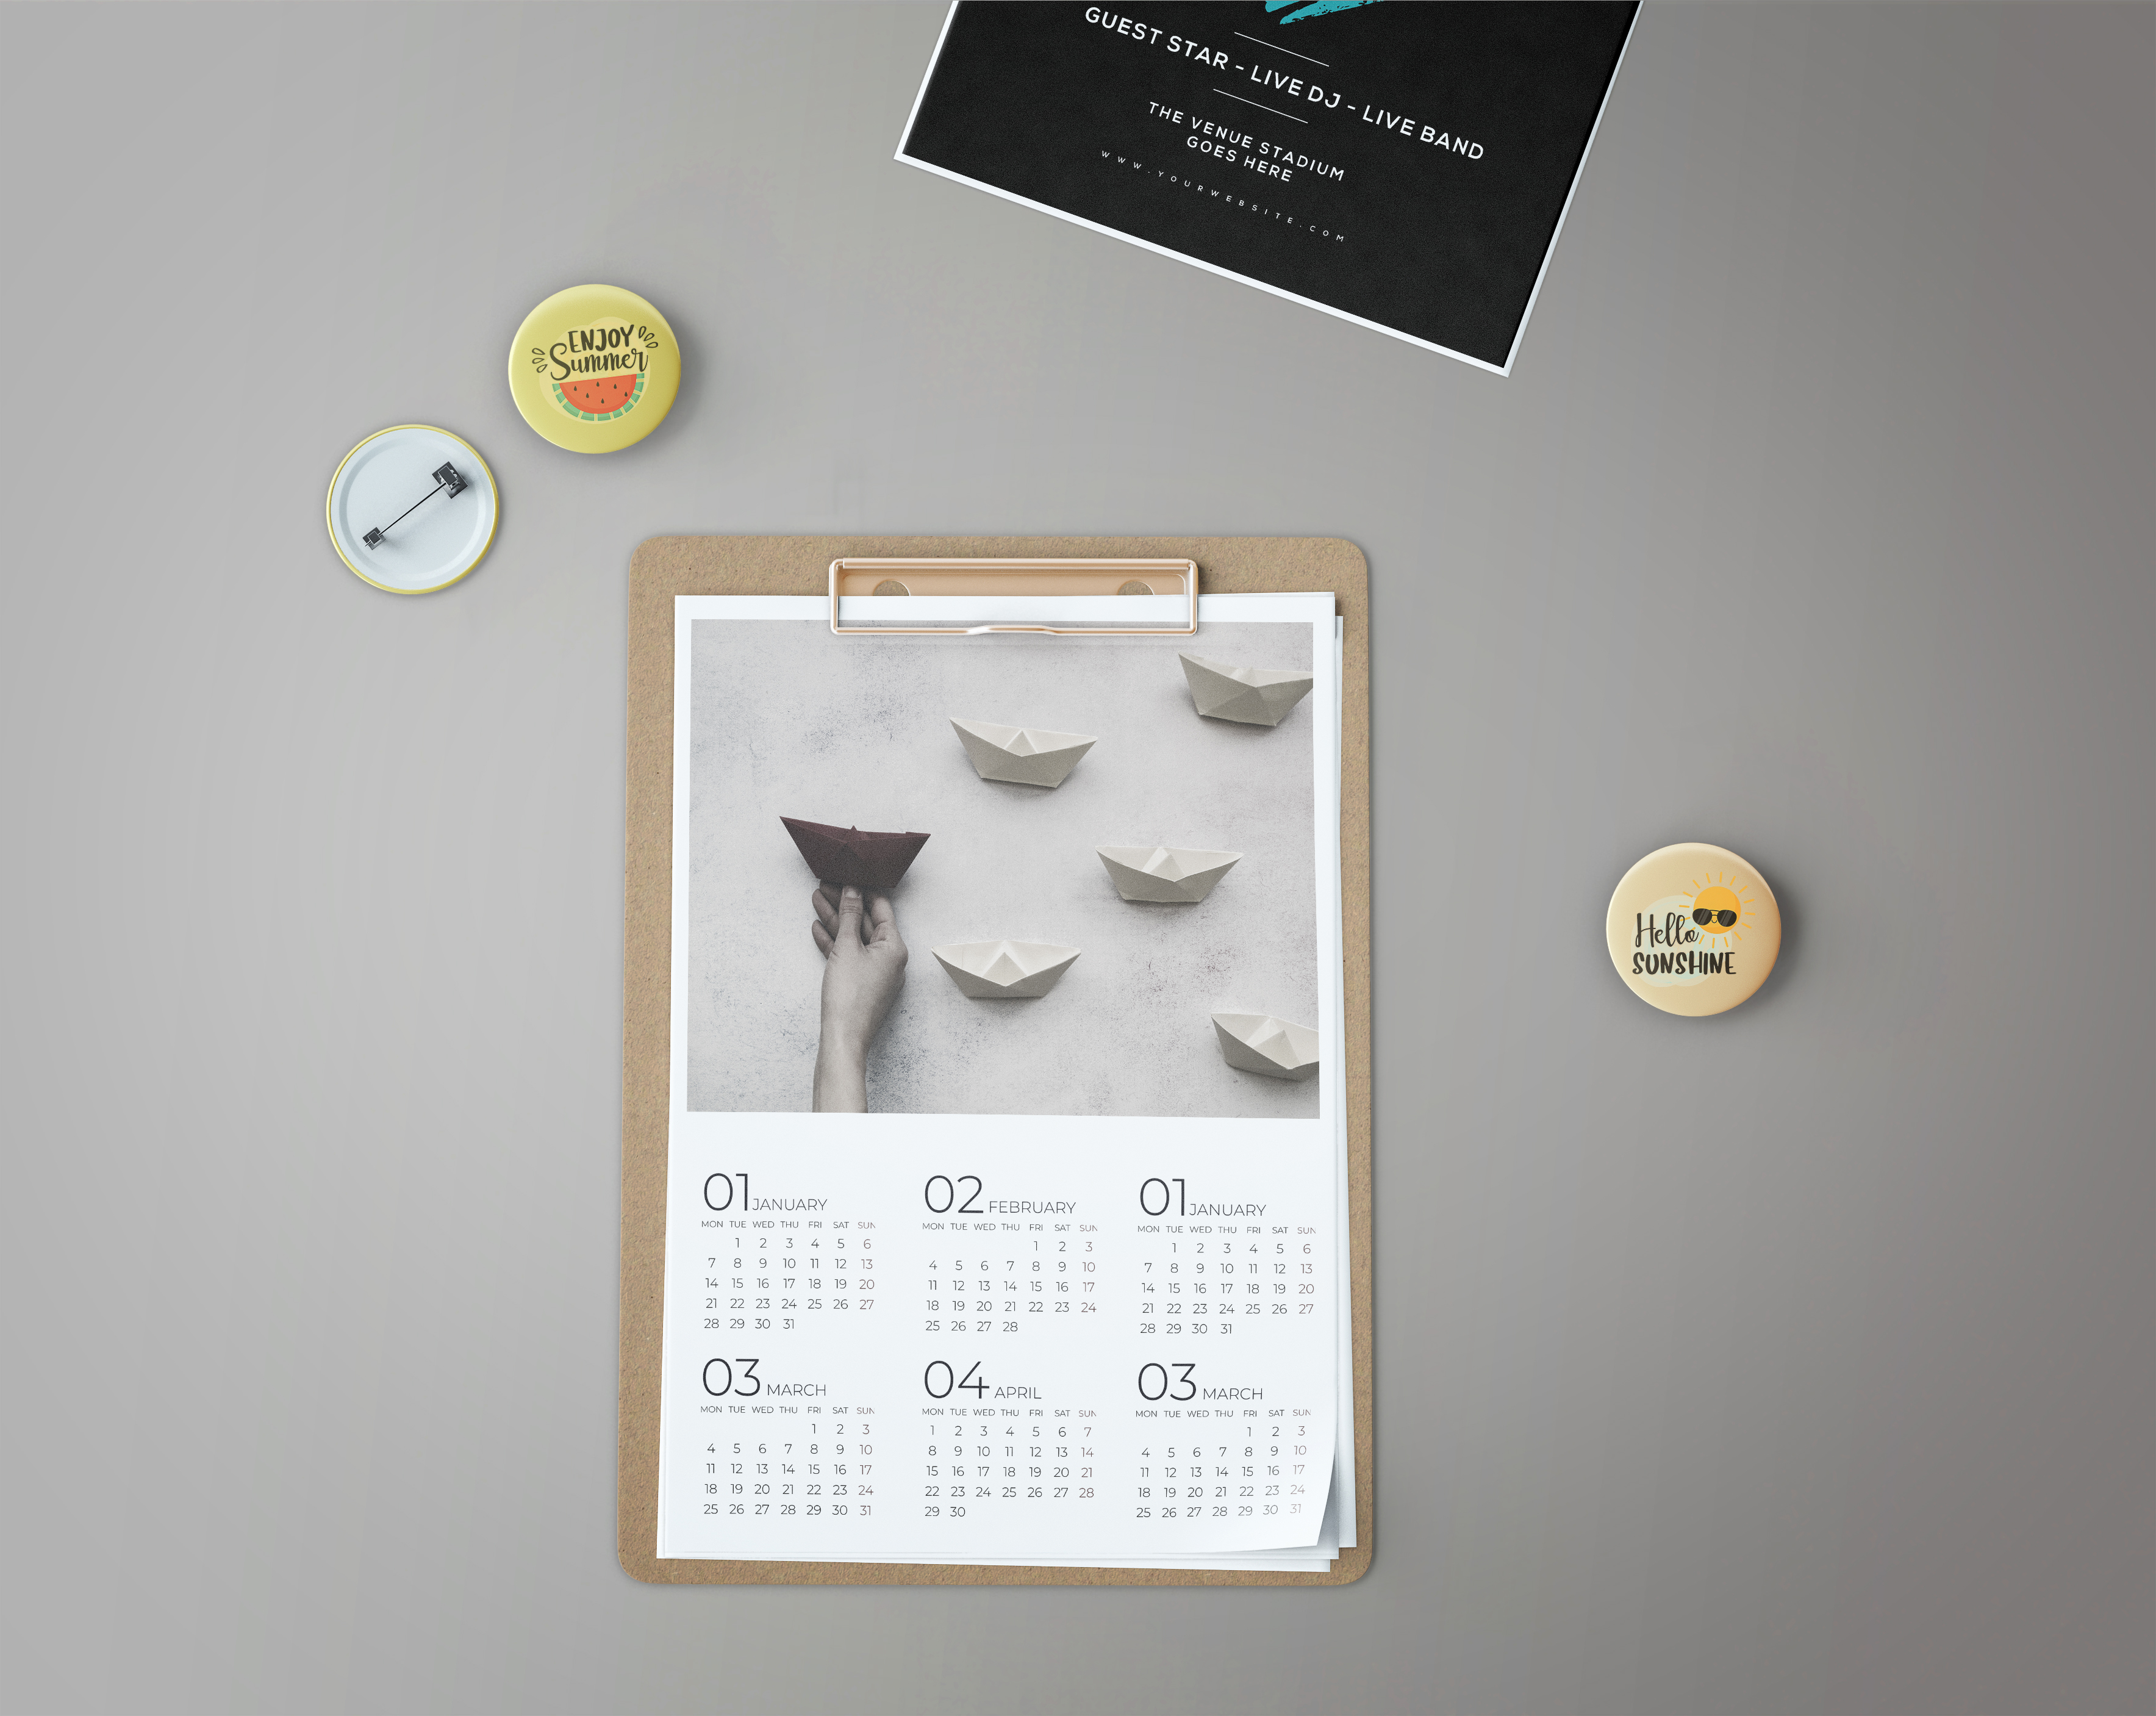 GUEST STAR - LIVE DJ - LIVE BAND
THE VENUE STADIUM
GOES HERE
WWW.YOURWEBSITE.COM
ENJOY
Summer
Hello
SUNSHINE
01 JANUARY
MON TUE WED THU FRI SAT SUN
1 2 3 4 5 6
7 8 9 10 11 12 13
14 15 16 17 18 19 20
21 22 23 24 25 26 27
28 29 30 31
02 FEBRUARY
MON TUE WED THU FRI SAT SUN
1 2 3
4 5 6 7 8 9 10
11 12 13 14 15 16 17
18 19 20 21 22 23 24
25 26 27 28
01 JANUARY
MON TUE WED THU FRI SAT SUN
1 2 3 4 5 6
7 8 9 10 11 12 13
14 15 16 17 18 19 20
21 22 23 24 25 26 27
28 29 30 31
03 MARCH
MON TUE WED THU FRI SAT SUN
1 2 3
4 5 6 7 8 9 10
11 12 13 14 15 16 17
18 19 20 21 22 23 24
25 26 27 28 29 30 31
04 APRIL
MON TUE WED THU FRI SAT SUN
1 2 3 4 5 6 7
8 9 10 11 12 13 14
15 16 17 18 19 20 21
22 23 24 25 26 27 28
29 30
03 MARCH
MON TUE WED THU FRI SAT SUN
1 2 3
4 5 6 7 8 9 10
11 12 13 14 15 16 17
18 19 20 21 22 23 24
25 26 27 28 29 30 31